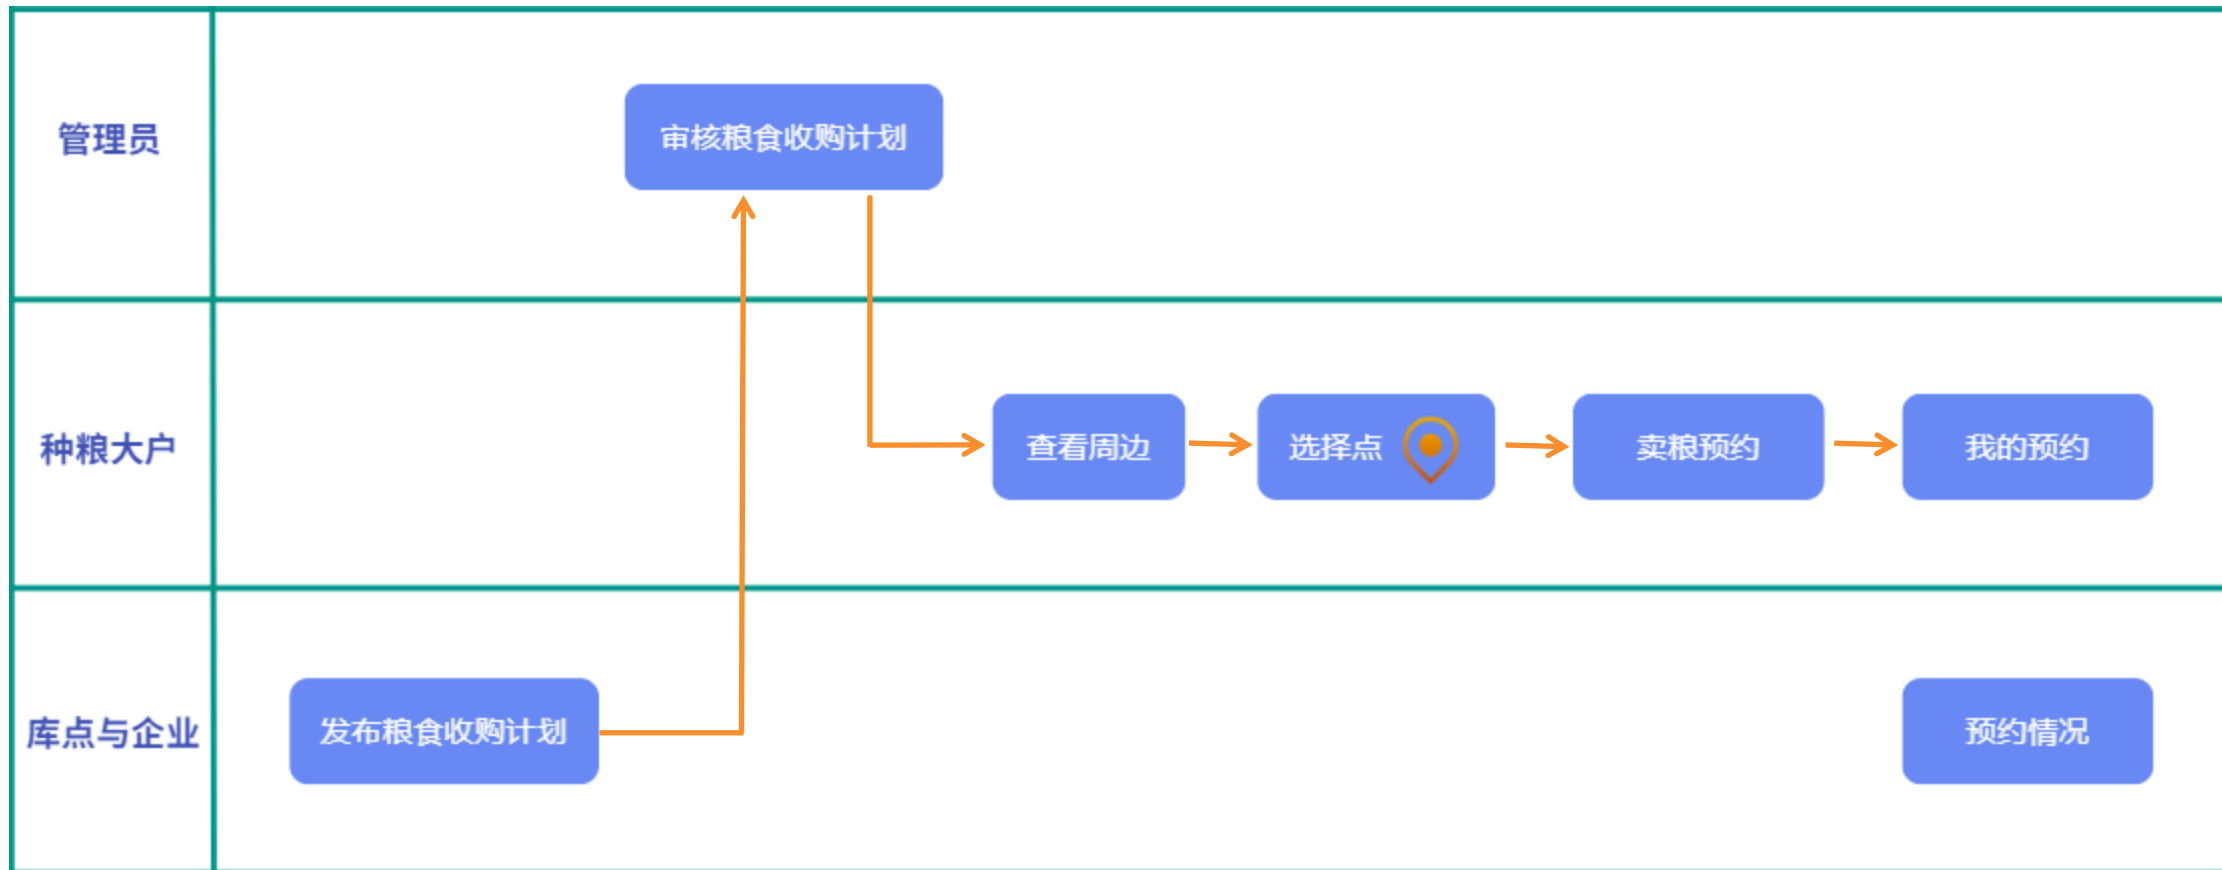 管理员
审核粮食收购计划
种粮大户
查看周边
选择点
卖粮预约
我的预约
库点与企业
发布粮食收购计划
预约情况